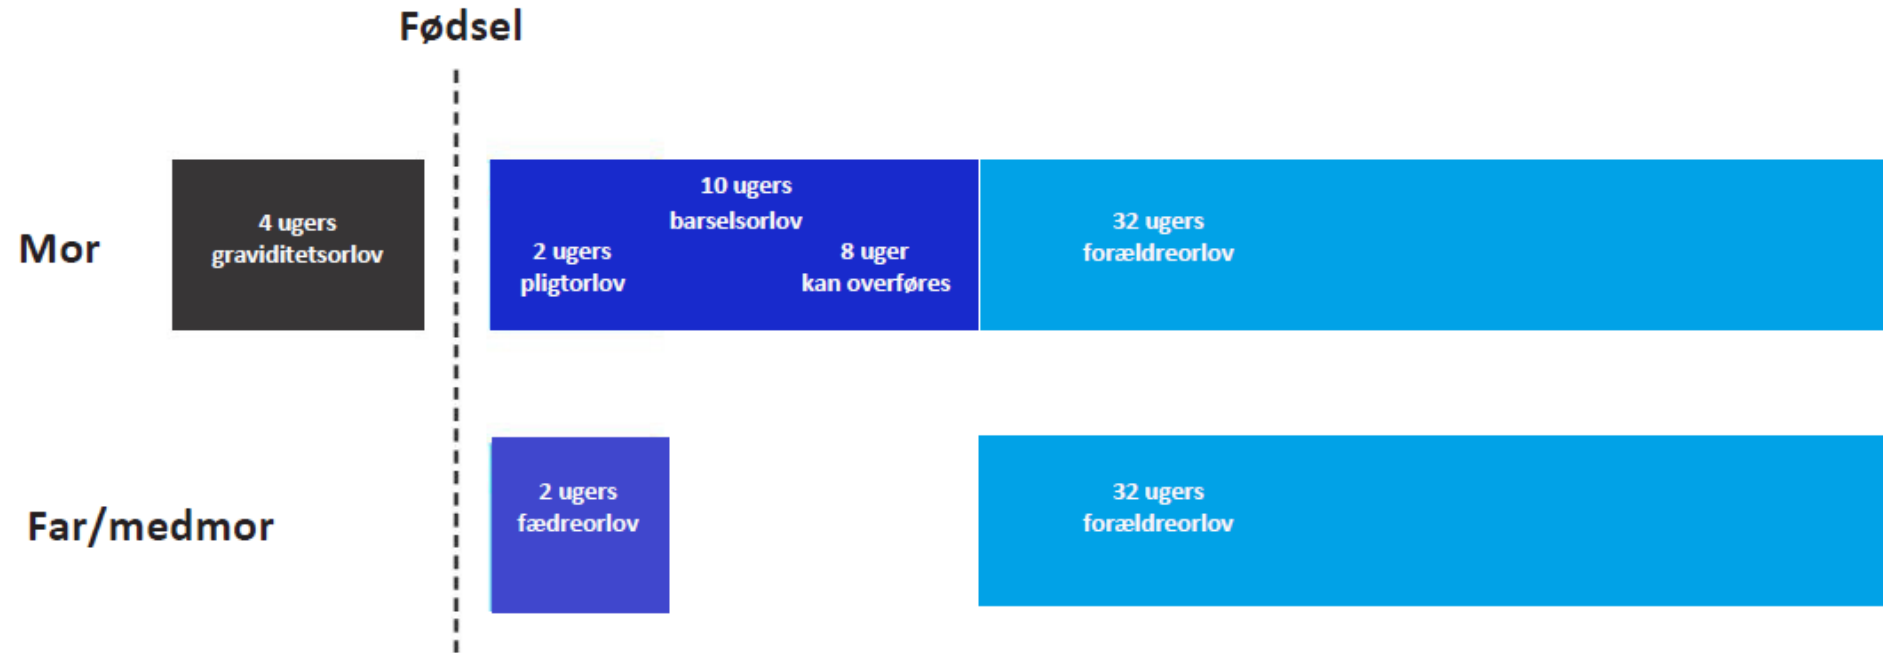 Fødsel
Mor
4 ugers
graviditetsorlov
10 ugers
barselsorlov
2 ugers
pligtorlov
8 uger
kan overføres
32 ugers
forældreorlov
Far/medmor
2 ugers
fædreorlov
32 ugers
forældreorlov